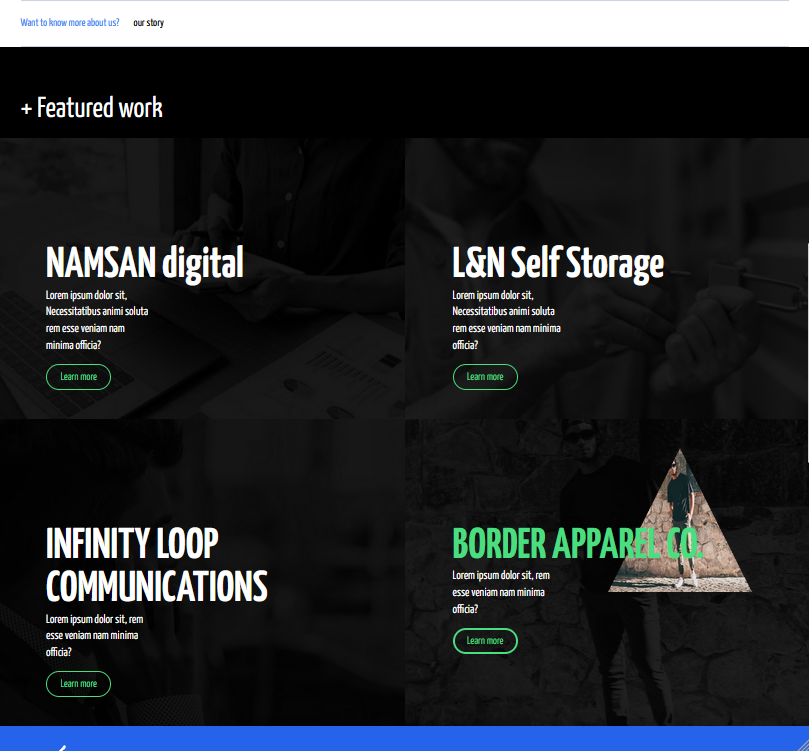 Want to know more about us? our story
+ Featured work
NAMSAN digital
Lorem ipsum dolor sit,
Necessitatibus animi soluta
rem esse veniam nam
minima officia?
Learn more
L&N Self Storage
Lorem ipsum dolor sit,
Necessitatibus animi soluta
rem esse veniam nam minima
officia?
Learn more
INFINITY LOOP
COMMUNICATIONS
Lorem ipsum dolor sit, rem
esse veniam nam minima
officia?
Learn more
BORDER APPAREL CO.
Lorem ipsum dolor sit, rem
esse veniam nam minima
officia?
Learn more